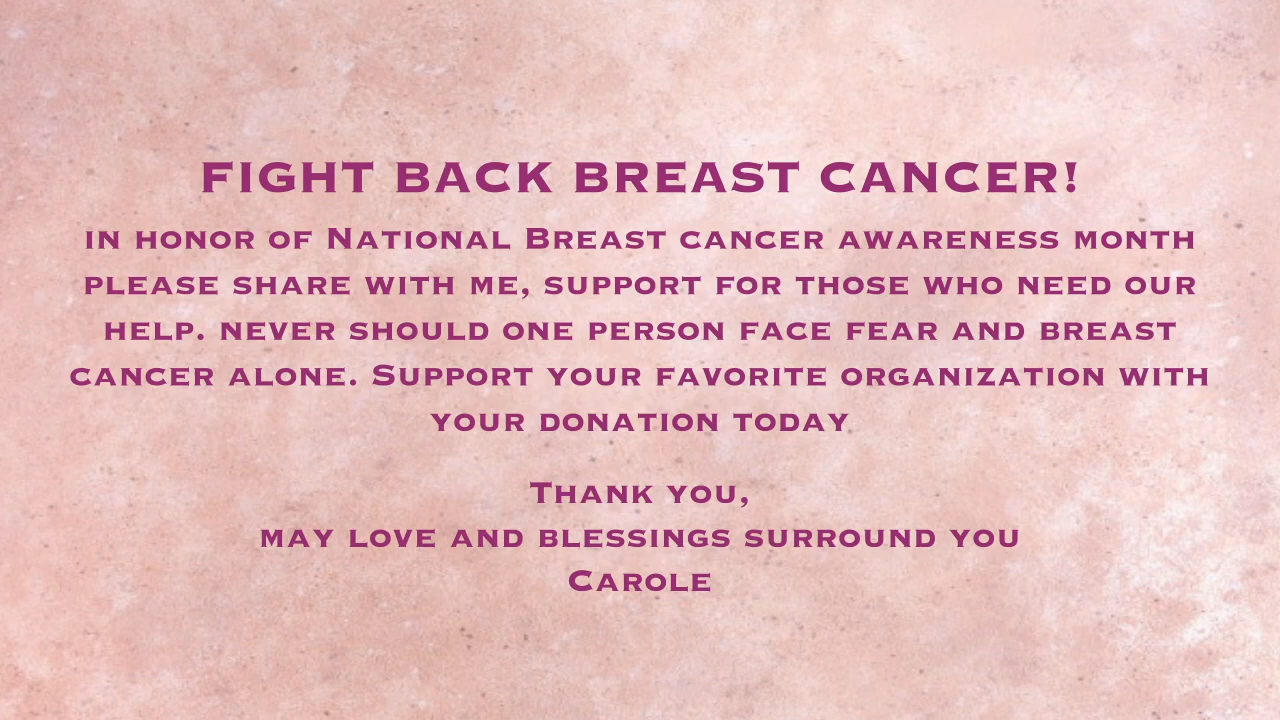 FIGHT BACK BREAST CANCER!
IN HONOR OF NATIONAL BREAST CANCER AWARENESS MONTH
PLEASE SHARE WITH ME, SUPPORT FOR THOSE WHO NEED OUR
HELP. NEVER SHOULD ONE PERSON FACE FEAR AND BREAST
CANCER ALONE. SUPPORT YOUR FAVORITE ORGANIZATION WITH
YOUR DONATION TODAY
THANK YOU,
MAY LOVE AND BLESSINGS SURROUND YOU
CAROLE